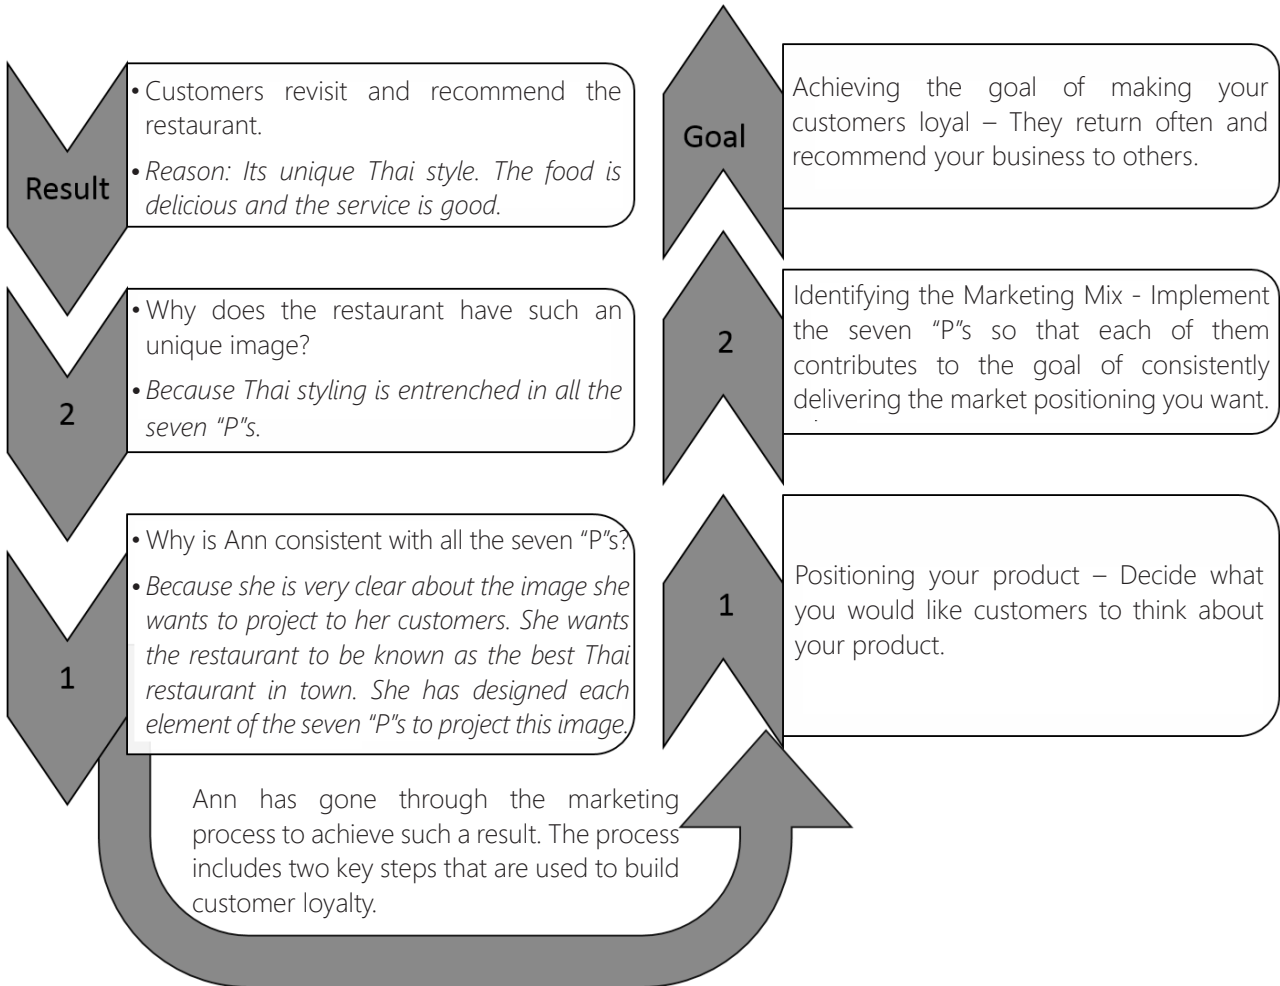 Result
• Customers revisit and recommend the
restaurant.
• Reason: Its unique Thai style. The food is
delicious and the service is good.
2
• Why does the restaurant have such an
unique image?
• Because Thai styling is entrenched in all the
seven “P”s.
1
• Why is Ann consistent with all the seven “P”s?
• Because she is very clear about the image she
wants to project to her customers. She wants
the restaurant to be known as the best Thai
restaurant in town. She has designed each
element of the seven “P”s to project this image.
Ann has gone through the marketing
process to achieve such a result. The process
includes two key steps that are used to build
customer loyalty.
Goal
Achieving the goal of making your
customers loyal – They return often and
recommend your business to others.
2
Identifying the Marketing Mix - Implement
the seven “P”s so that each of them
contributes to the goal of consistently
delivering the market positioning you want.
1
Positioning your product – Decide what
you would like customers to think about
your product.